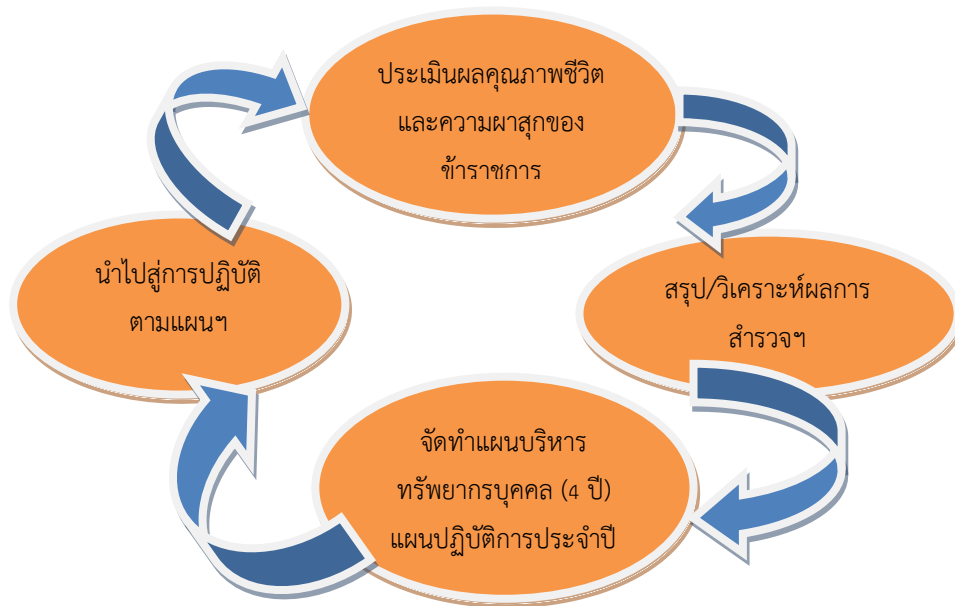 ประเมินผลคุณภาพชีวิต
และความผาสุกของ
ข้าราชการ
สรุป/วิเคราะห์ผลการ
สำรวจฯ
จัดทำแผนบริหาร
ทรัพยากรบุคคล (4 ปี)
แผนปฏิบัติการประจำปี
นำไปสู่การปฏิบัติ
ตามแผนฯ